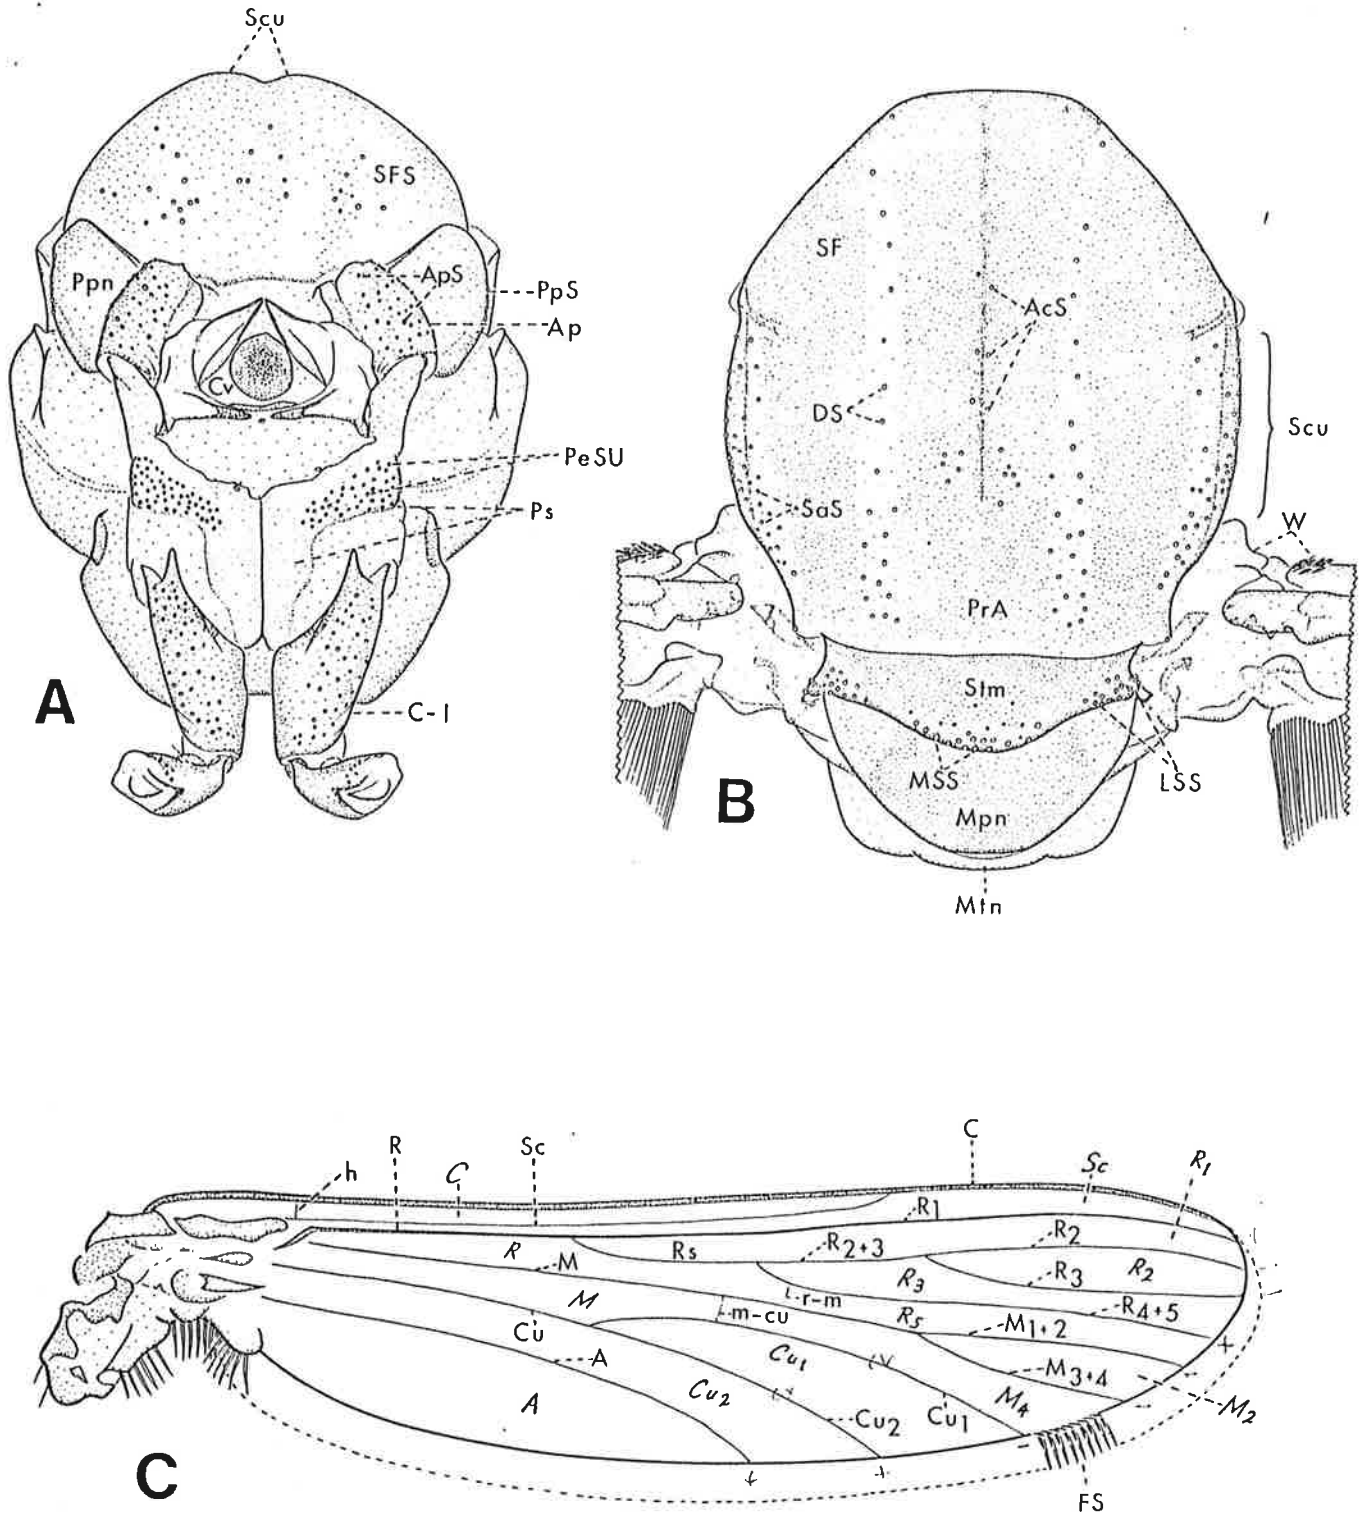 Scu
SFS
Ppn
ApS
PpS
Ap
Cv
PeSU
Ps
A
C-I
SF
AcS
DS
Scu
SaS
W
PrA
Stm
MSS
LSS
B
Mpn
Mtn
C
R
Sc
h
C
Sc
R1
R1
R2
R
M
Rs
R2+3
R3
R3
R2
M
r-m
m-cu
Rs
R4+5
M1+2
Cu
A
Cu1
M3+4
Cu2
A
M4
M2
Cu2
Cu1
C
FS